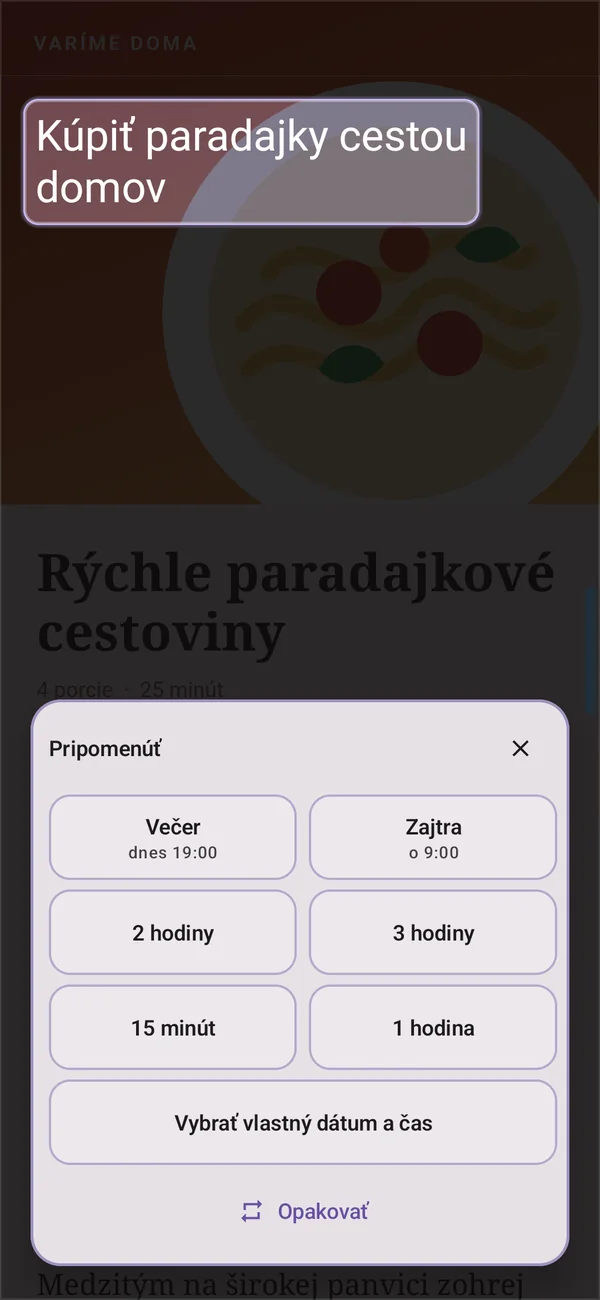 VARÍME DOMA
Kúpiť paradajky cestou
domov
Rýchle paradajkové
cestoviny
4 porcie · 25 minút
Pripomenúť
Večer
dnes 19:00
Zajtra
o 9:00
2 hodiny
3 hodiny
15 minút
1 hodina
Vybrať vlastný dátum a čas
Opakovať
Medzitým na širokej panvici zohrej